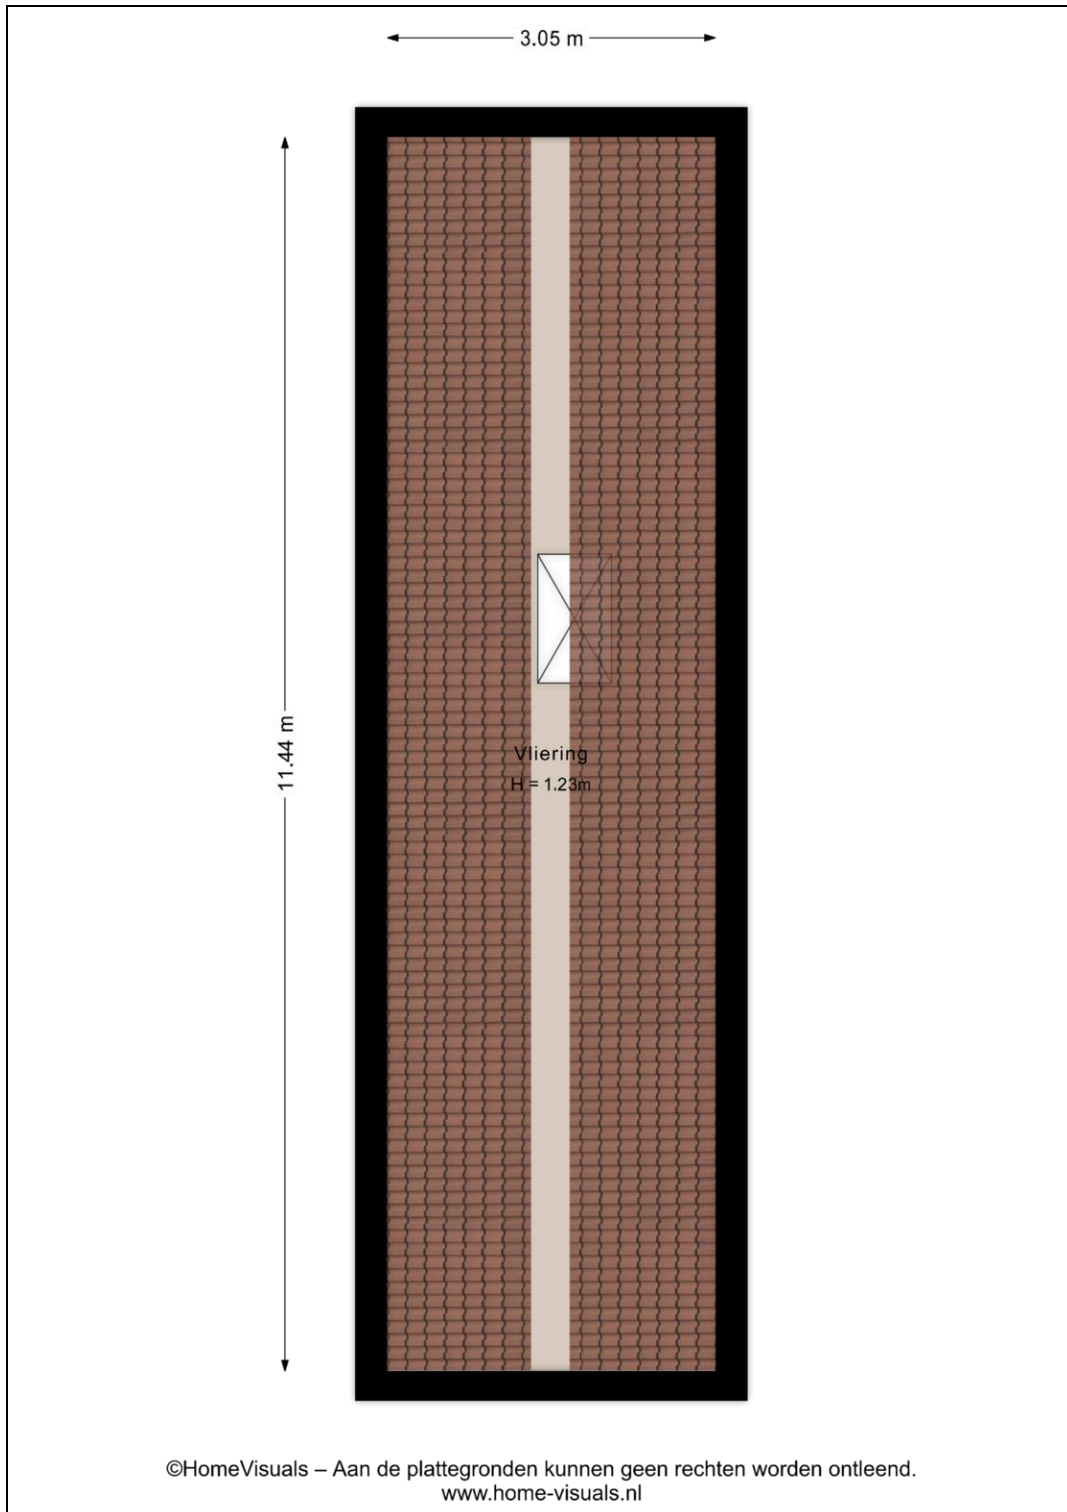 3.05 m
11.44 m
Vliering
H = 1.23m
©HomeVisuals – Aan de plattegronden kunnen geen rechten worden ontleend.
www.home-visuals.nl